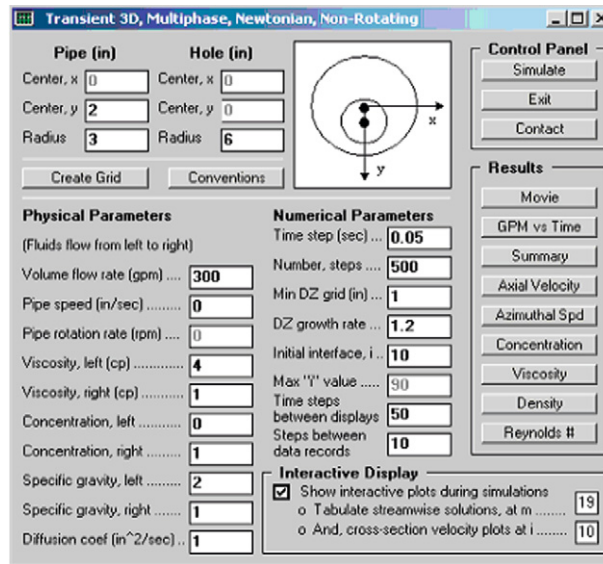 Transient 3D, Multiphase, Newtonian, Non-Rotating
Pipe (in) Hole (in)
Center, x 0 Center, x 0
Center, y 2 Center, y 0
Radius 3 Radius 6
Create Grid Conventions
x
y
Physical Parameters
(Fluids flow from left to right)
Volume flow rate (gpm) .... 300
Pipe speed (in/sec) ......... 0
Pipe rotation rate (rpm) .... 0
Viscosity, left (cp) ............ 4
Viscosity, right (cp) .......... 1
Concentration, left .......... 0
Concentration, right ........ 1
Specific gravity, left ........ 2
Specific gravity, right ...... 1
Diffusion coef (in^2/sec) .. 1
Numerical Parameters
Time step (sec) ... 0.05
Number, steps .... 500
Min DZ grid (in) ... 1
DZ growth rate ... 1.2
Initial interface, i .. 10
Max "i" value ..... 90
Time steps
between displays 50
Steps between
data records 10
Control Panel
Simulate
Exit
Contact
Results
Movie
GPM vs Time
Summary
Axial Velocity
Azimuthal Spd
Concentration
Viscosity
Density
Reynolds #
Interactive Display
Show interactive plots during simulations
o Tabulate streamwise solutions, at m ........ 19
o And, cross-section velocity plots at i ........ 10